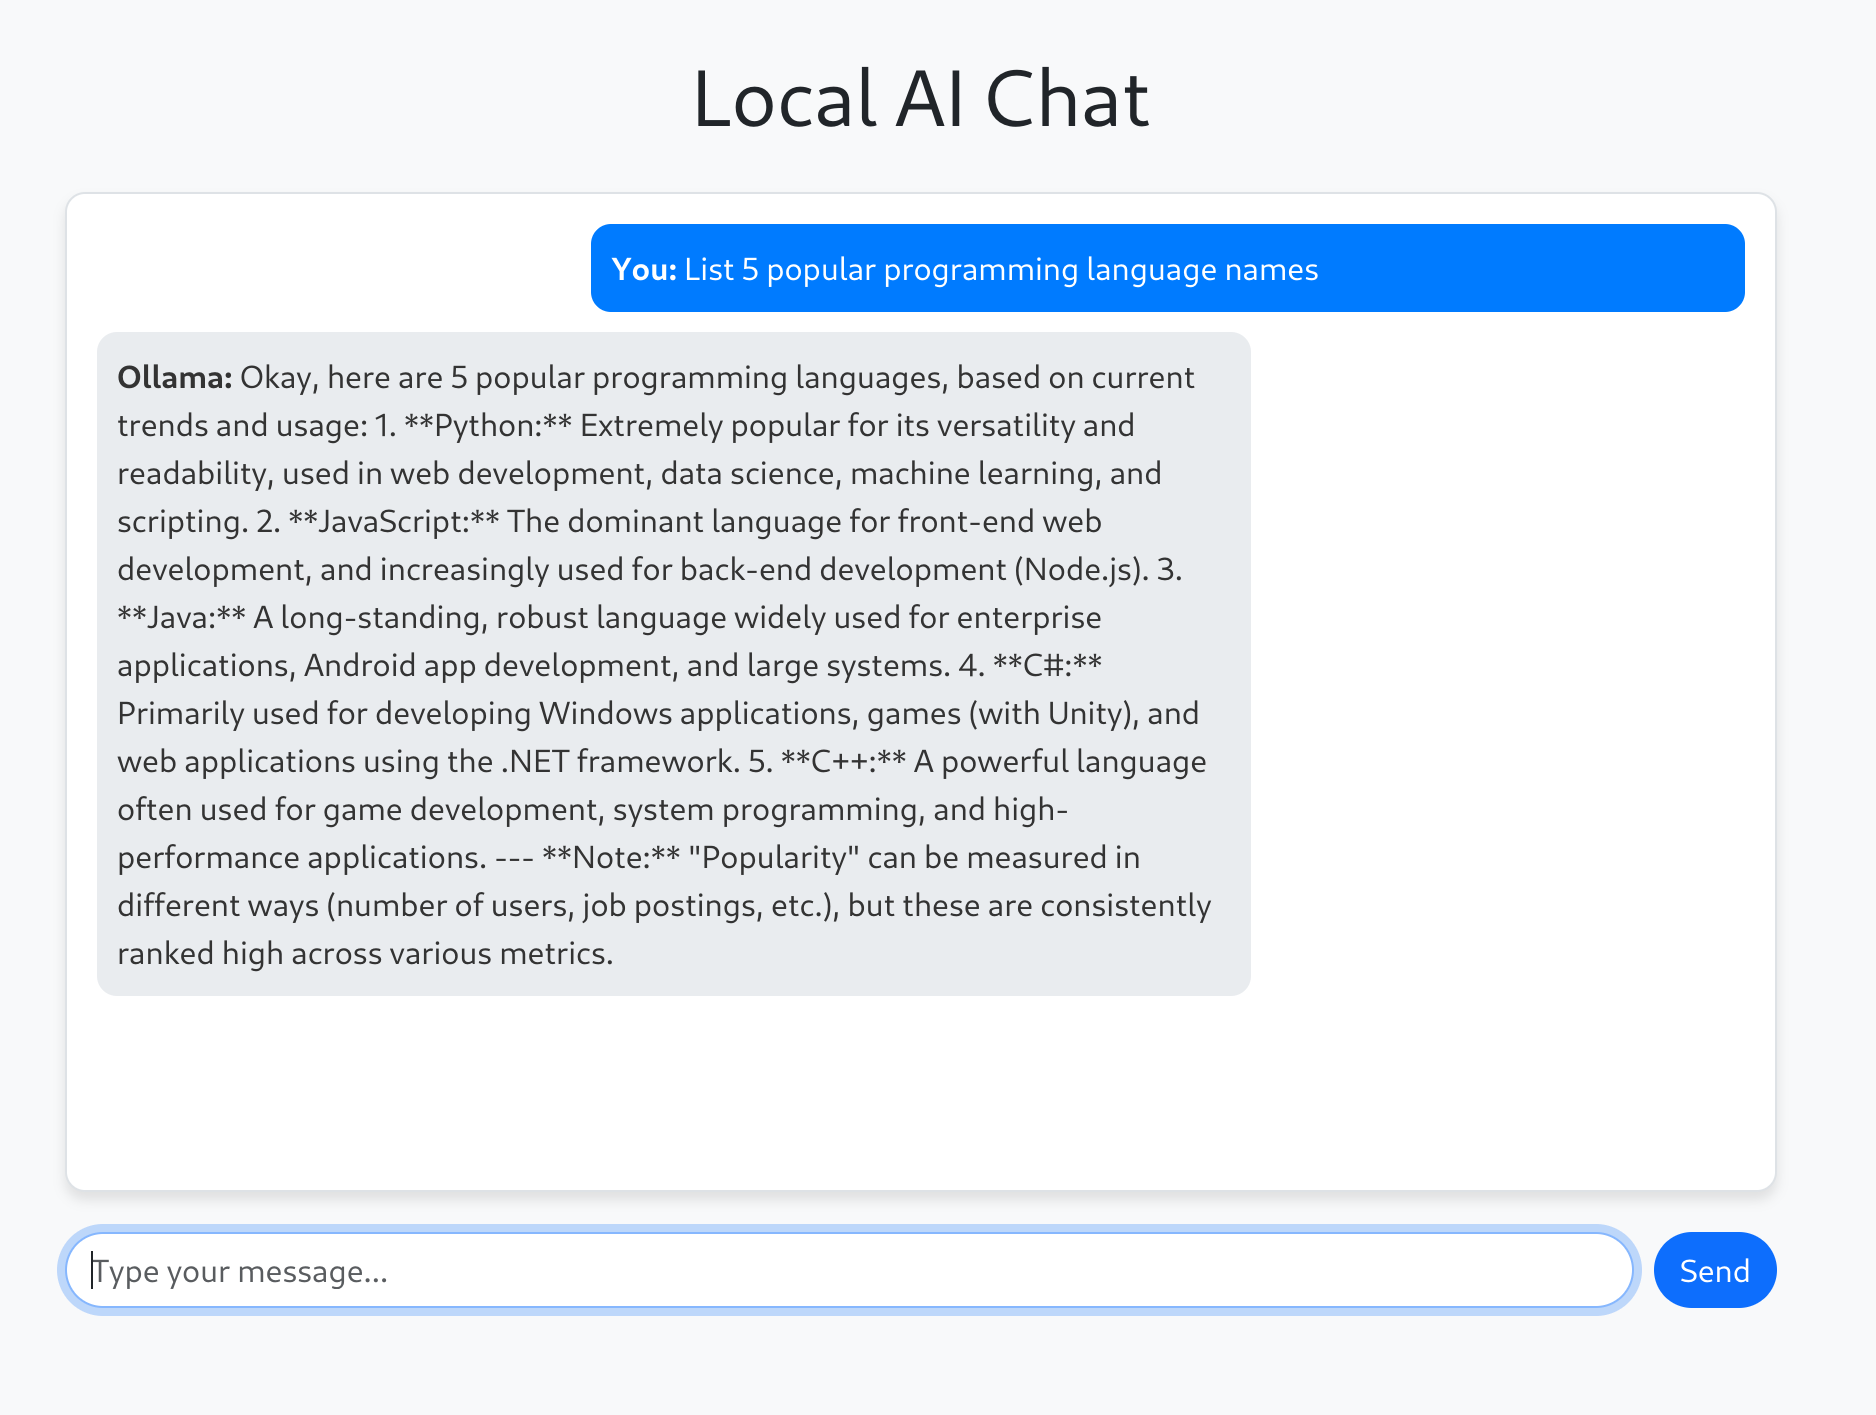 Local AI Chat
You: List 5 popular programming language names
Ollama: Okay, here are 5 popular programming languages, based on current
trends and usage: 1. **Python:** Extremely popular for its versatility and
readability, used in web development, data science, machine learning, and
scripting. 2. **JavaScript:** The dominant language for front-end web
development, and increasingly used for back-end development (Node.js). 3.
**Java:** A long-standing, robust language widely used for enterprise
applications, Android app development, and large systems. 4. **C#:**
Primarily used for developing Windows applications, games (with Unity), and
web applications using the .NET framework. 5. **C++:** A powerful language
often used for game development, system programming, and high-
performance applications. --- **Note:** "Popularity" can be measured in
different ways (number of users, job postings, etc.), but these are consistently
ranked high across various metrics.
Type your message...
Send